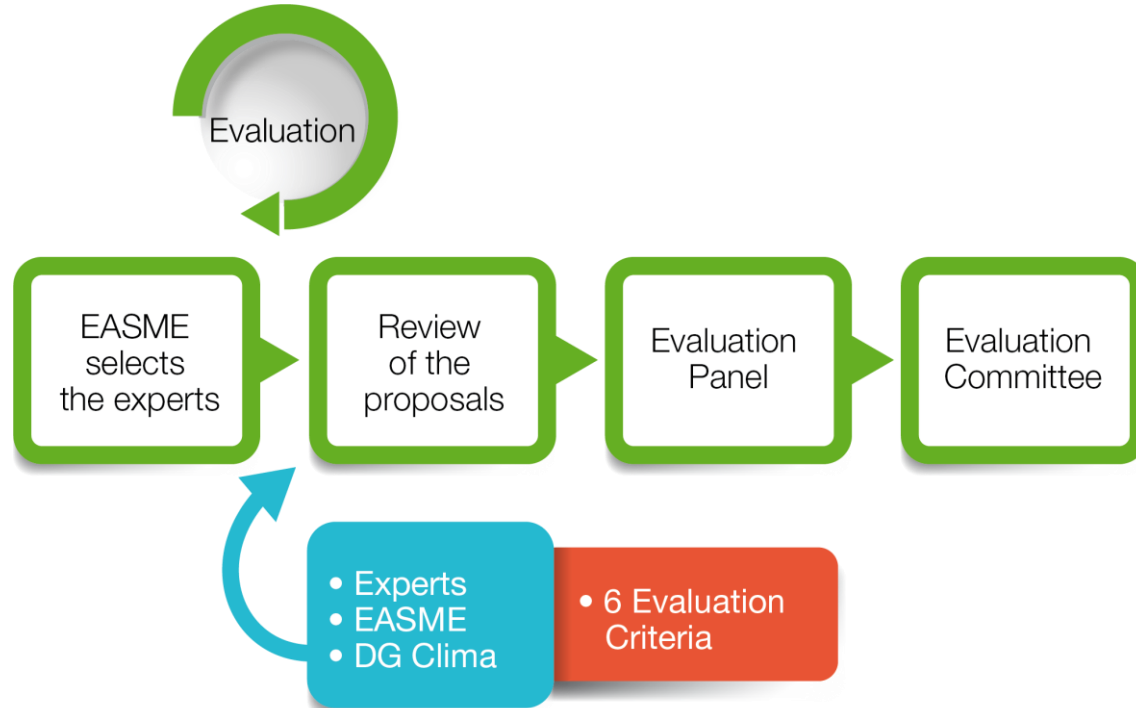 Evaluation
EASME
selects
the experts
Review
of the
proposals
Evaluation
Panel
Evaluation
Committee
• Experts
• EASME
• DG Clima
• 6 Evaluation
Criteria